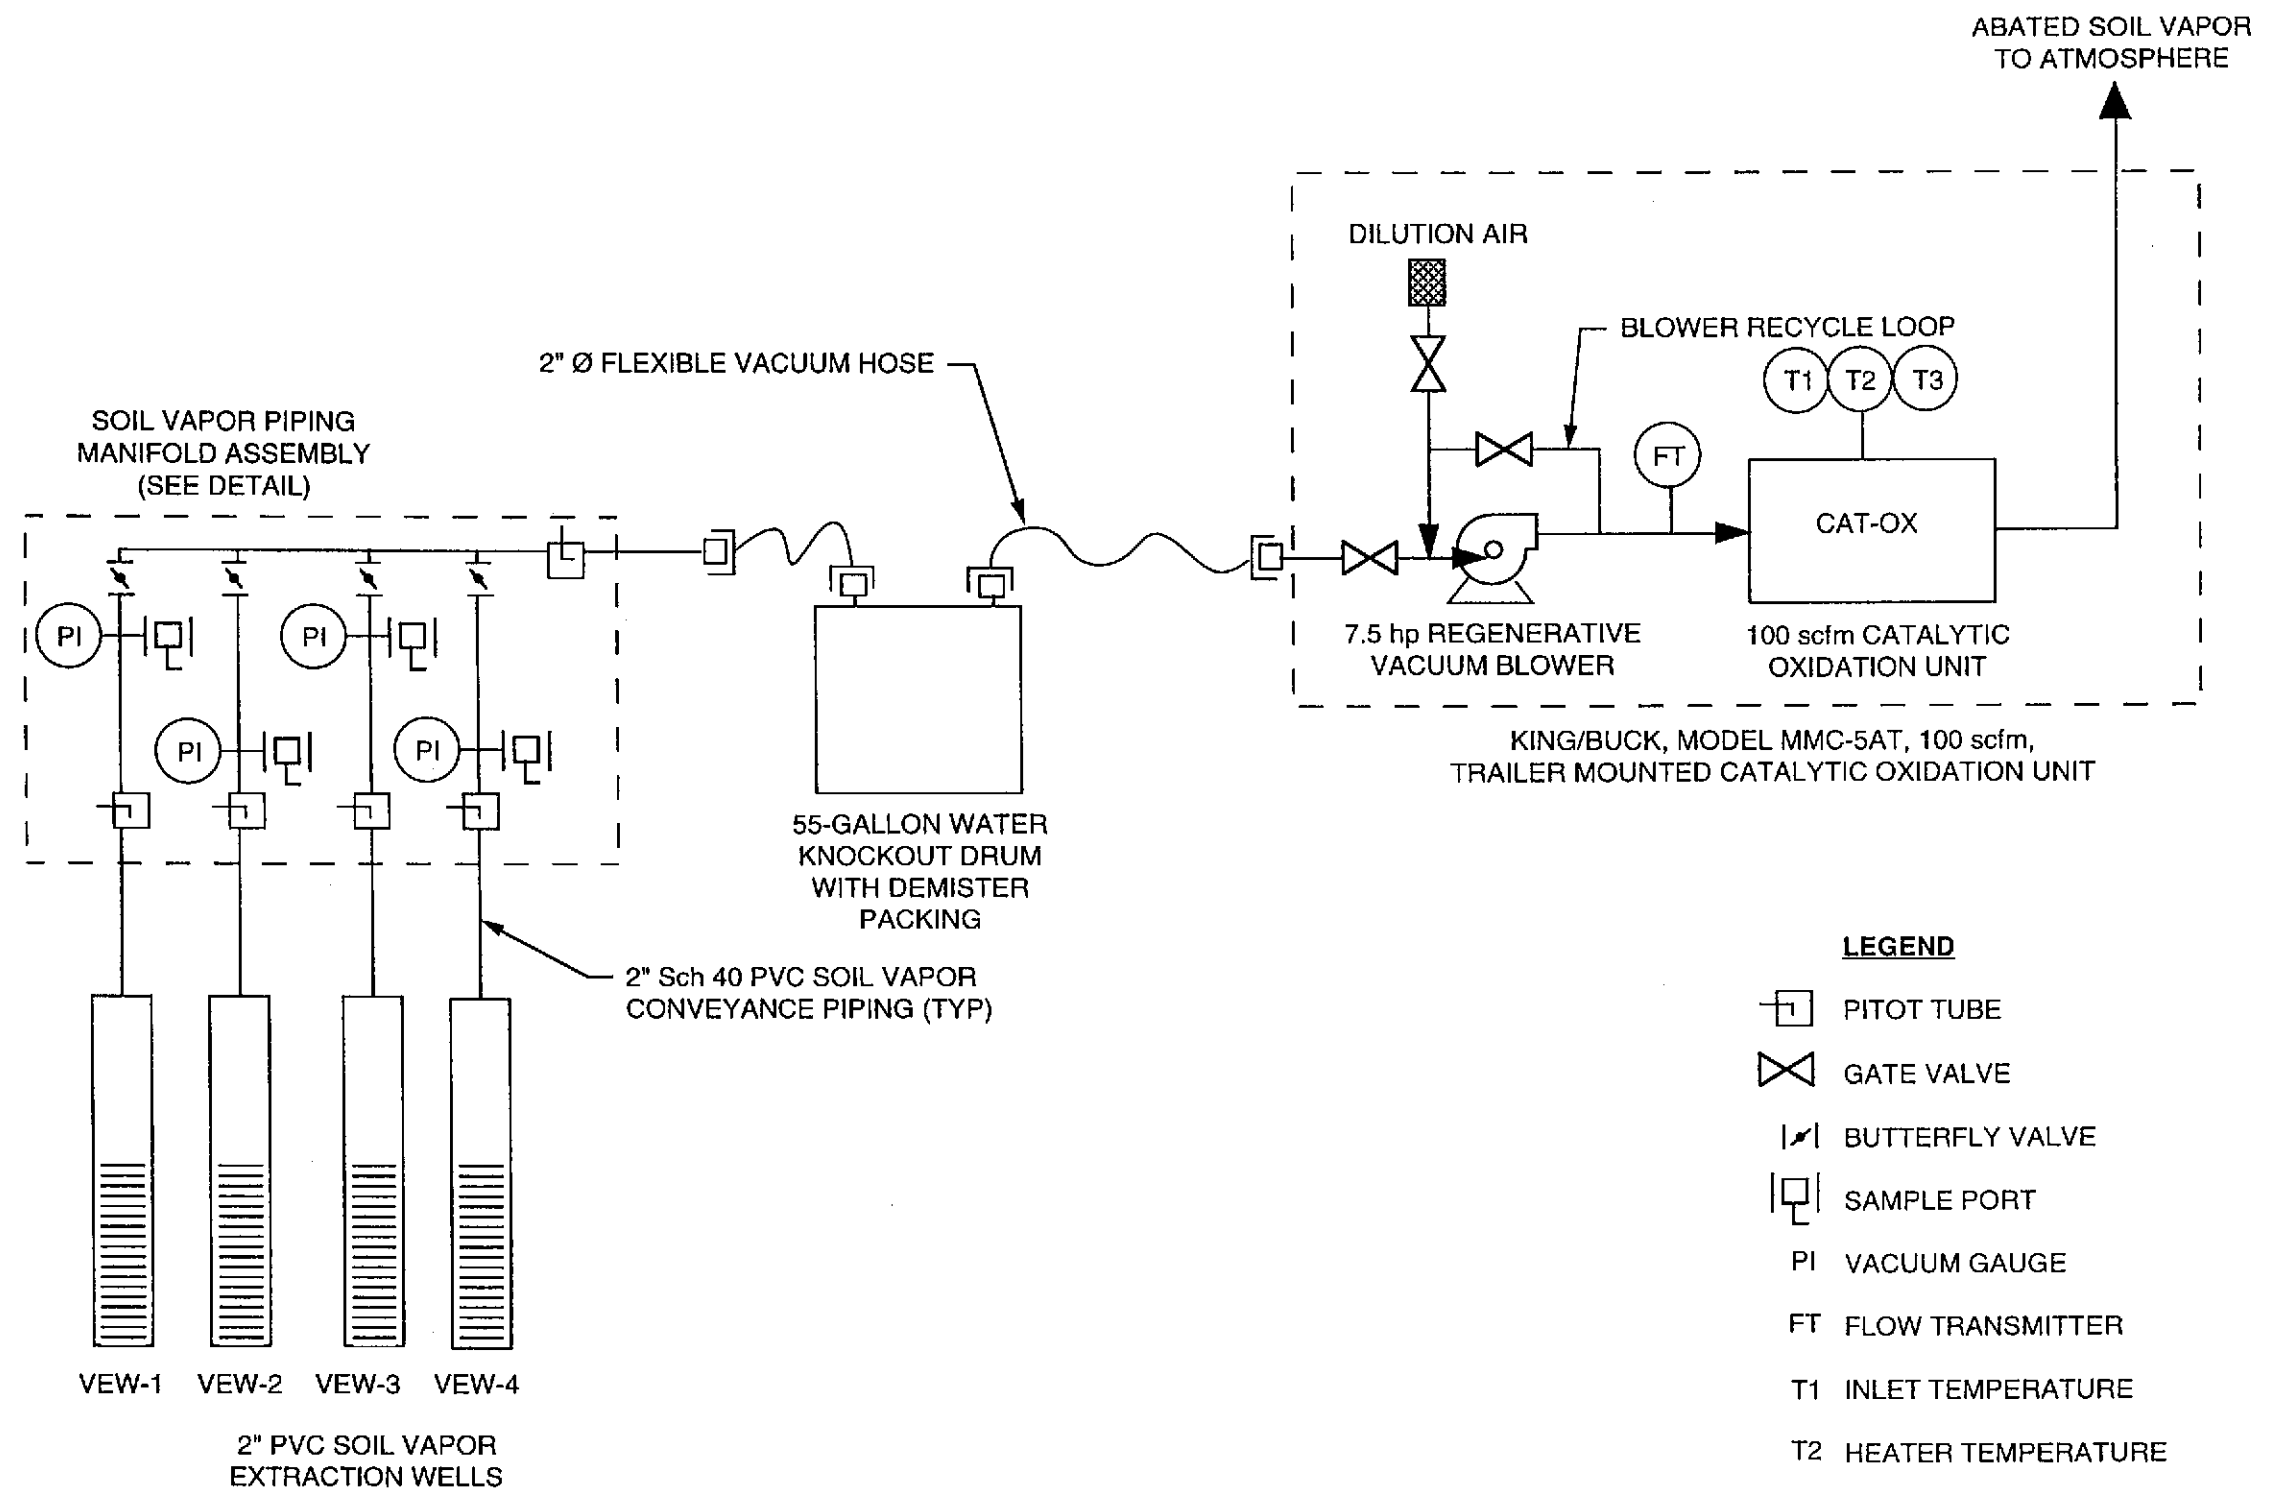 ABATED SOIL VAPOR
TO ATMOSPHERE
DILUTION AIR
BLOWER RECYCLE LOOP
2" Ø FLEXIBLE VACUUM HOSE
T1
T2
T3
SOIL VAPOR PIPING
MANIFOLD ASSEMBLY
(SEE DETAIL)
FT
CAT-OX
PI
PI
PI
PI
7.5 hp REGENERATIVE
VACUUM BLOWER
100 scfm CATALYTIC
OXIDATION UNIT
KING/BUCK, MODEL MMC-5AT, 100 scfm,
TRAILER MOUNTED CATALYTIC OXIDATION UNIT
55-GALLON WATER
KNOCKOUT DRUM
WITH DEMISTER
PACKING
2" Sch 40 PVC SOIL VAPOR
CONVEYANCE PIPING (TYP)
VEW-1 VEW-2 VEW-3 VEW-4
2" PVC SOIL VAPOR
EXTRACTION WELLS
LEGEND
PITOT TUBE
GATE VALVE
BUTTERFLY VALVE
SAMPLE PORT
PI VACUUM GAUGE
FT FLOW TRANSMITTER
T1 INLET TEMPERATURE
T2 HEATER TEMPERATURE